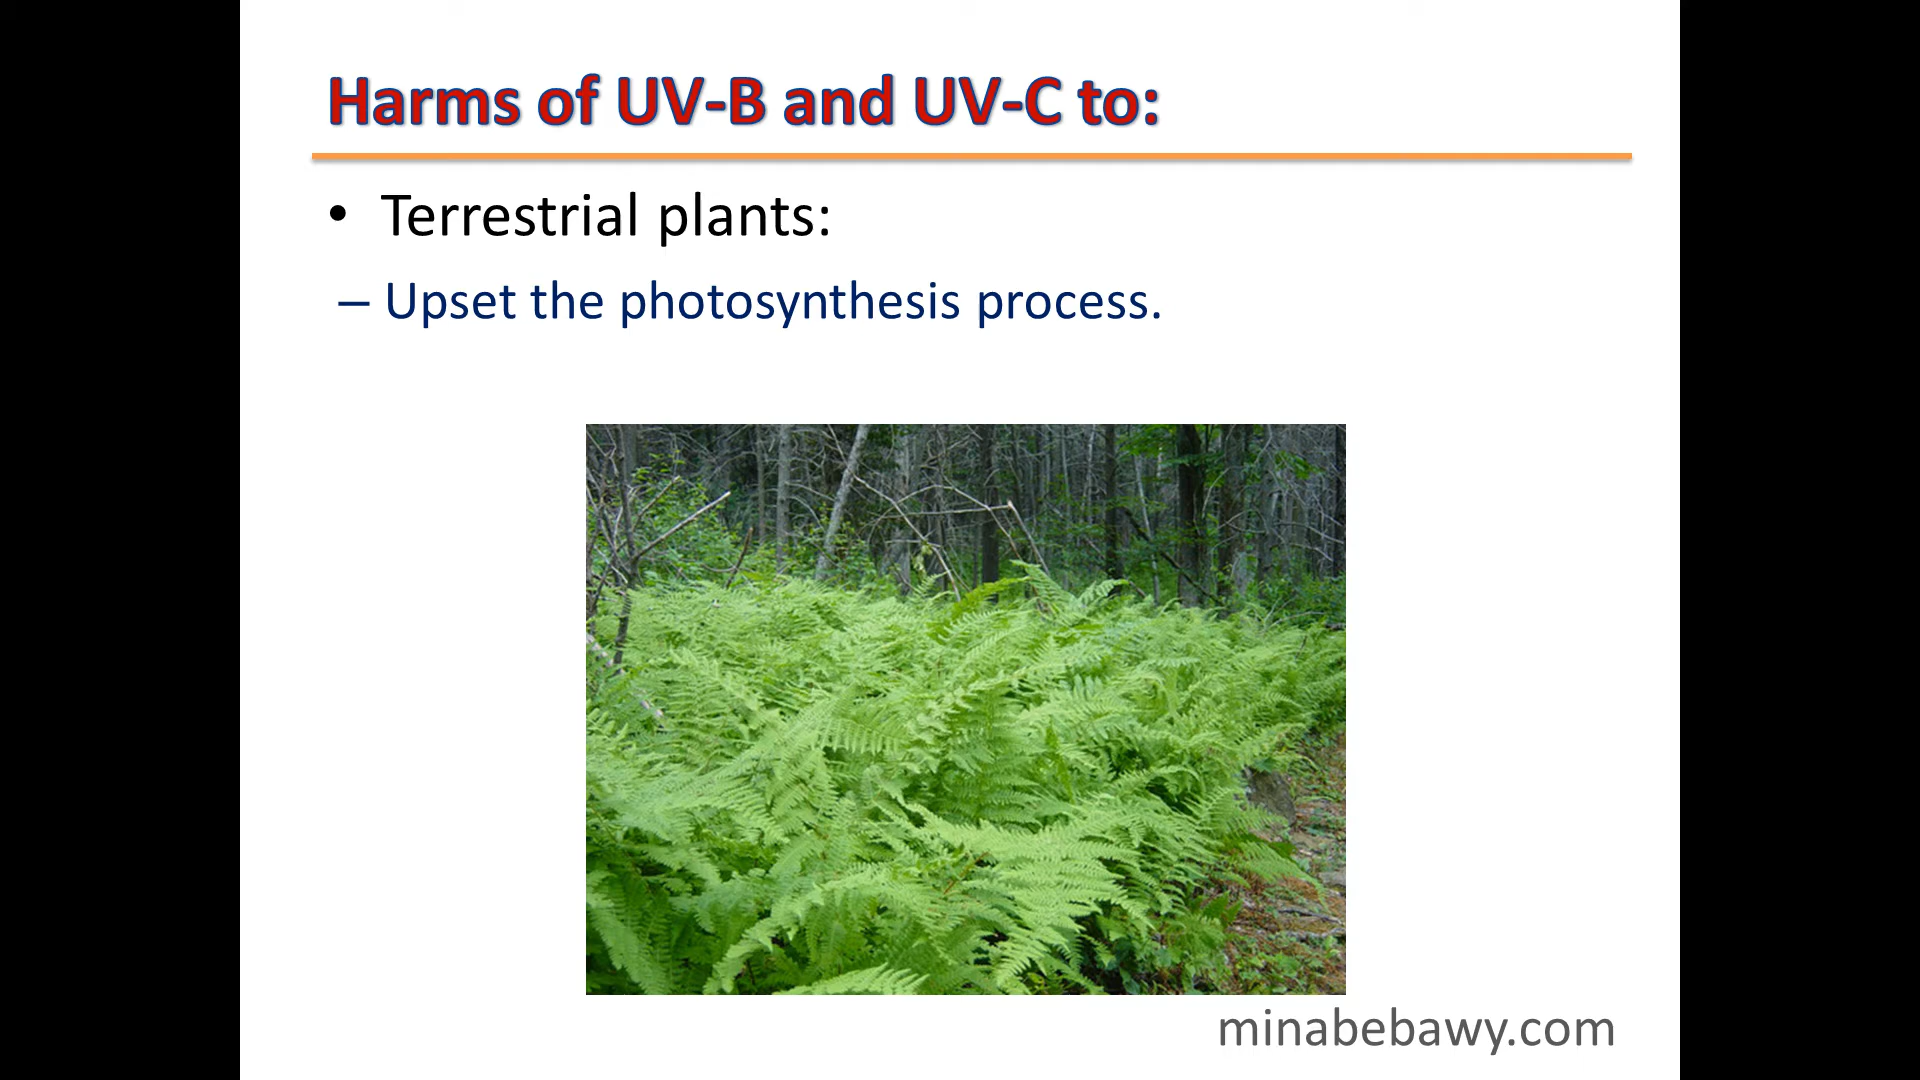 Harms of UV-B and UV-C to:
• Terrestrial plants:
– Upset the photosynthesis process.
minabebawy.com